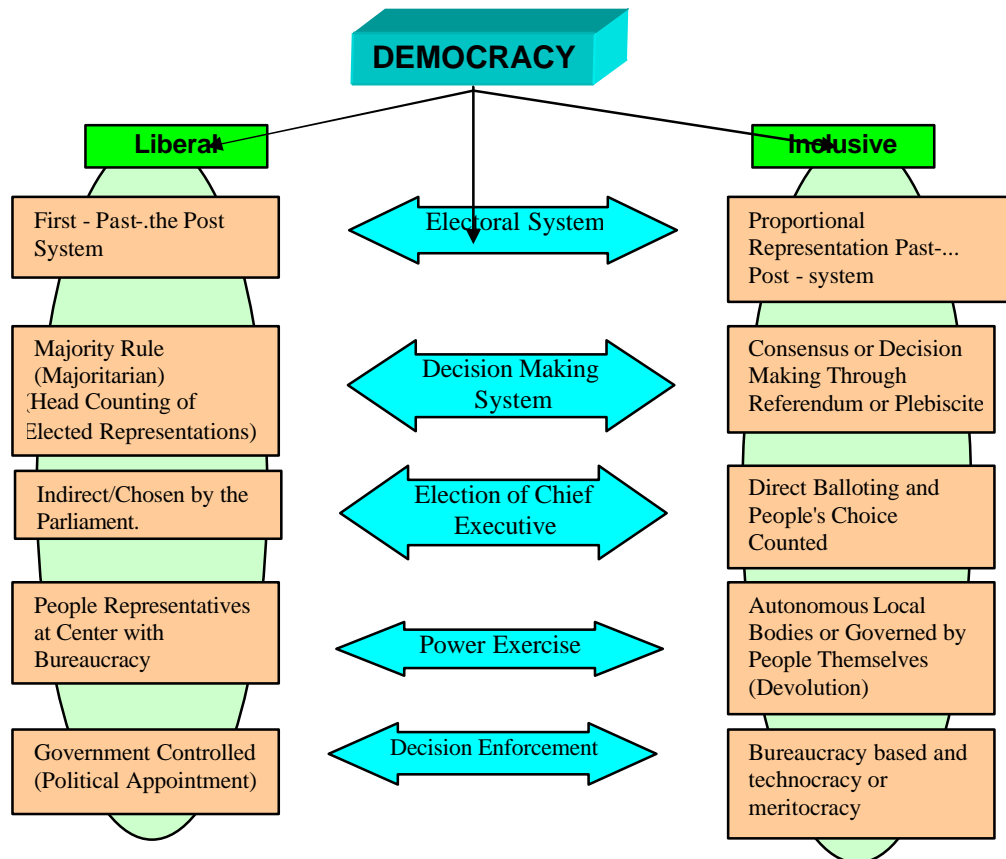 DEMOCRACY
Liberal
Inclusive
First - Past-.the Post
System
Electoral System
Proportional
Representation Past-...
Post - system
Majority Rule
(Majoritarian)
(Head Counting of
Elected Representations)
Decision Making
System
Consensus or Decision
Making Through
Referendum or Plebiscite
Indirect/Chosen by the
Parliament.
Election of Chief
Executive
Direct Balloting and
People's Choice
Counted
People Representatives
at Center with
Bureaucracy
Power Exercise
Autonomous Local
Bodies or Governed by
People Themselves
(Devolution)
Government Controlled
(Political Appointment)
Decision Enforcement
Bureaucracy based and
technocracy or
meritocracy